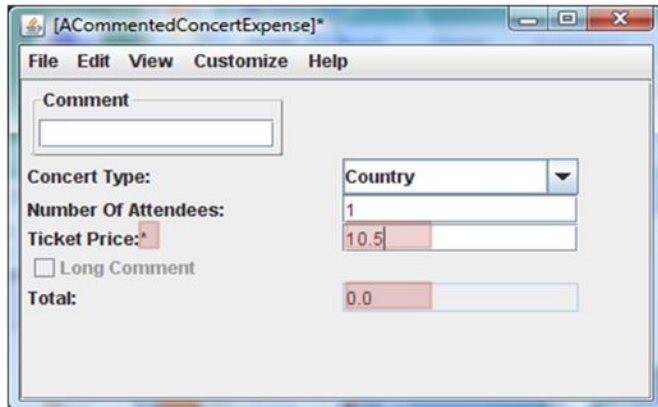 [ACommentedConcertExpense]*
File Edit View Customize Help
Comment
Concert Type: Country
Number Of Attendees: 1
Ticket Price:* 10.5
Long Comment
Total: 0.0